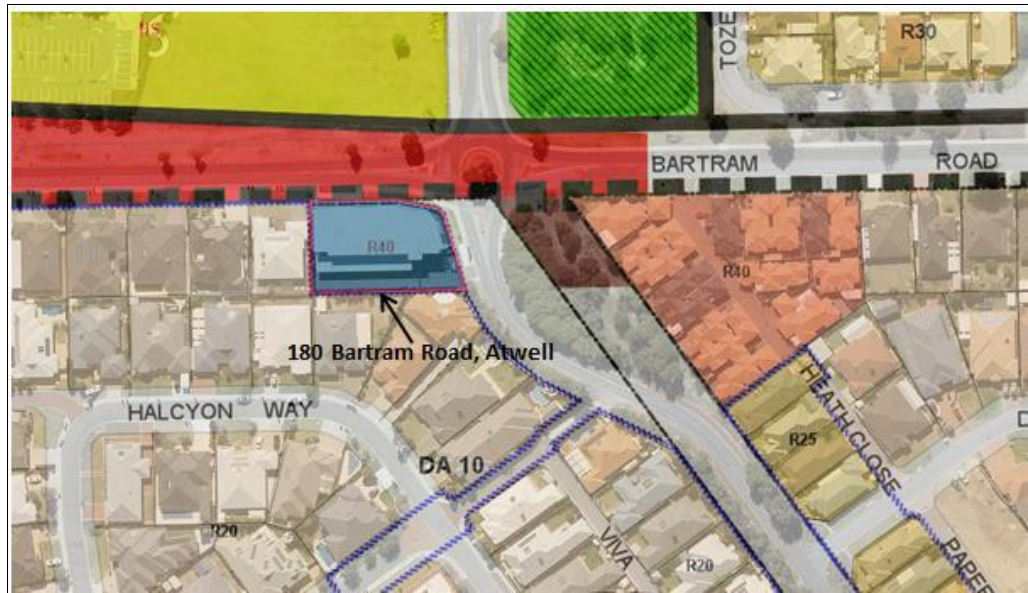 HS
TOZE
R30
BARTRAM ROAD
R40
R40
180 Bartram Road, Atwell
HALCYON WAY
HEATH CLOSE
DA 10
R25
D
R20
VIVA
R20
PAPER